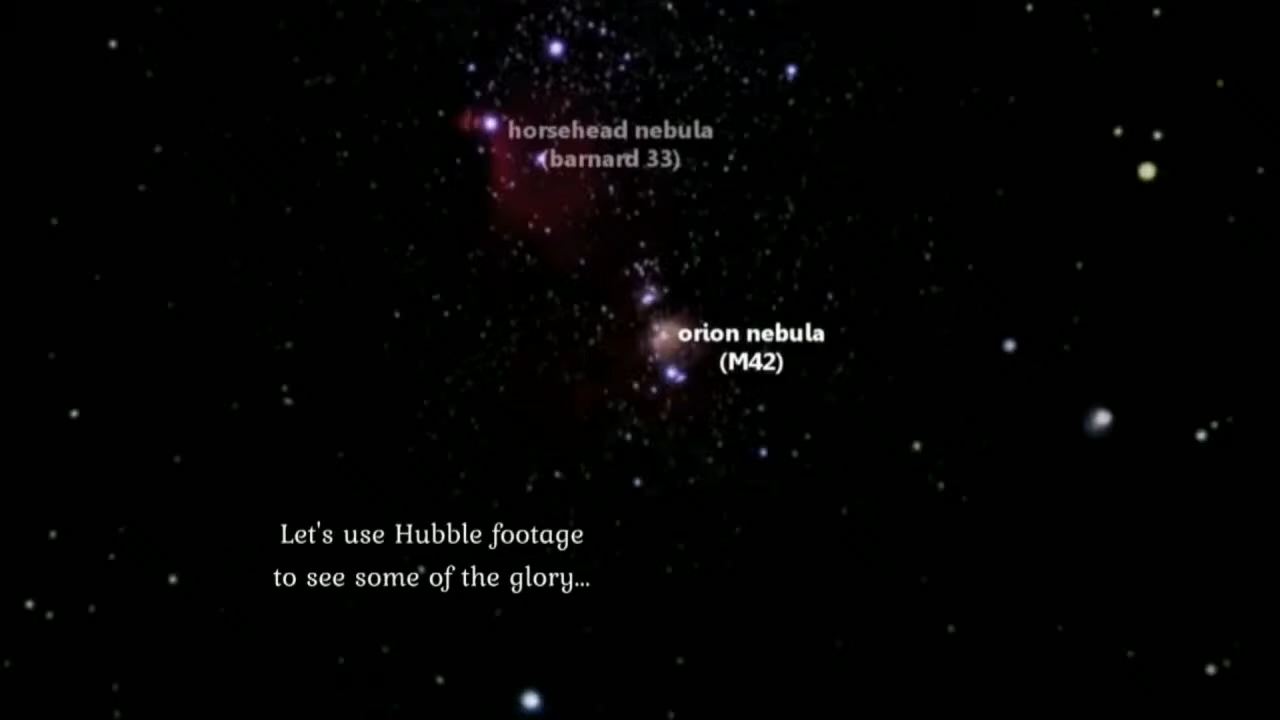 horsehead nebula
(barnard 33)
orion nebula
(M42)
Let's use Hubble footage
to see some of the glory...